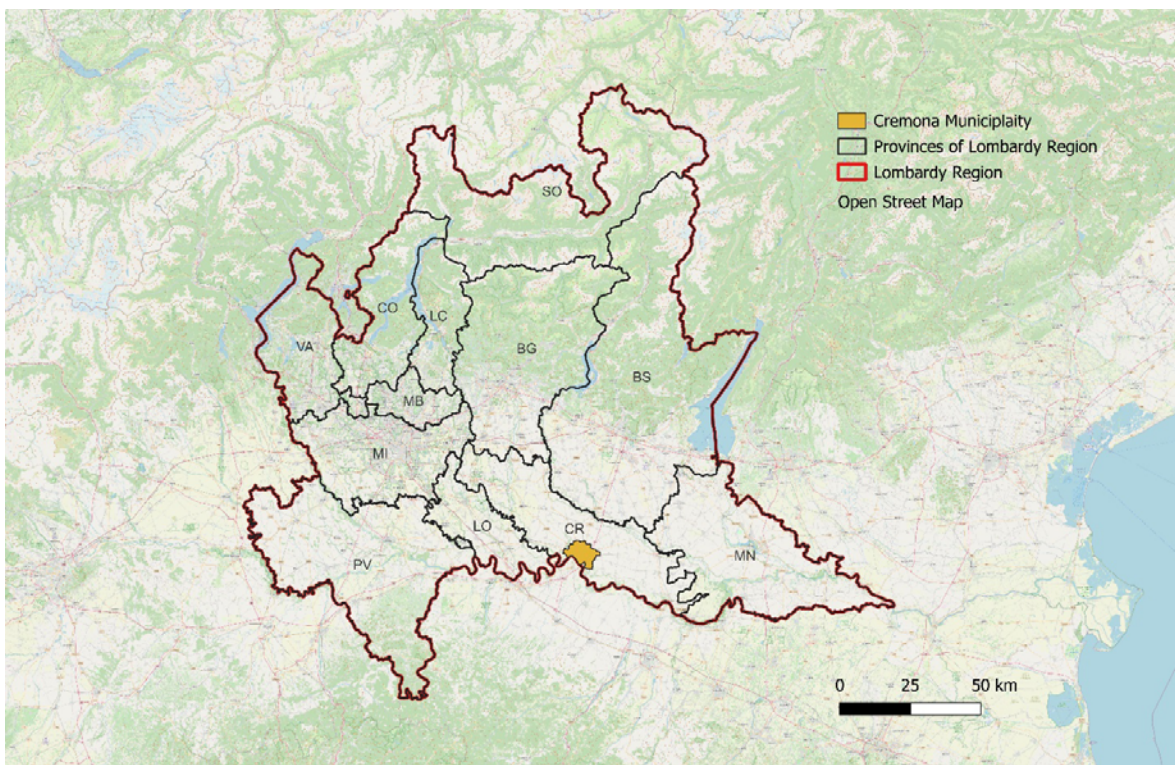 Cremona Municiplaity
Provinces of Lombardy Region
Lombardy Region
Open Street Map
SO
CO
LC
VA
BG
BS
MB
MI
LO
CR
PV
MN
0 25 50 km